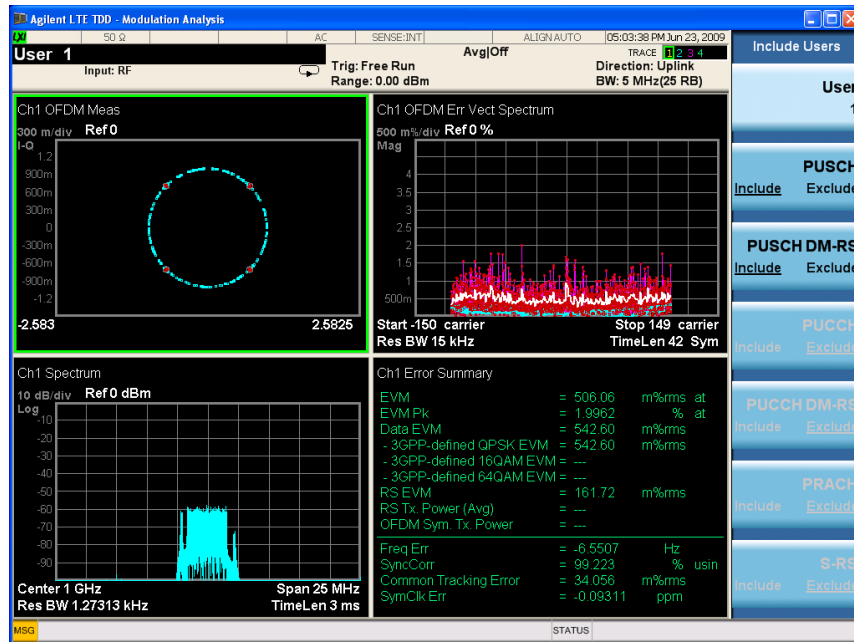 Agilent LTE TDD - Modulation Analysis
LXI 50 Ω AC SENSE:INT ALIGN AUTO 05:03:38 PM Jun 23, 2009
User 1
Avg|Off
TRACE 1 2 3 4
Input: RF
Trig: Free Run
Direction: Uplink
Range: 0.00 dBm
BW: 5 MHz(25 RB)
Ch1 OFDM Meas
300 m/div Ref 0
I-Q
1.2
900m
600m
300m
0
-300m
-600m
-900m
-1.2
-2.583 2.5825
Ch1 OFDM Err Vect Spectrum
500 m%/div Ref 0 %
Mag
4
3.5
3
2.5
2
1.5
1
500m
Start -150 carrier Stop 149 carrier
Res BW 15 kHz TimeLen 42 Sym
Ch1 Spectrum
10 dB/div Ref 0 dBm
Log
-10
-20
-30
-40
-50
-60
-70
-80
-90
Center 1 GHz Span 25 MHz
Res BW 1.27313 kHz TimeLen 3 ms
Ch1 Error Summary
EVM = 506.06 m%rms at
EVM Pk = 1.9962 % at
Data EVM = 542.60 m%rms
- 3GPP-defined QPSK EVM = 542.60 m%rms
- 3GPP-defined 16QAM EVM = ---
- 3GPP-defined 64QAM EVM = ---
RS EVM = 161.72 m%rms
RS Tx. Power (Avg) = ---
OFDM Sym. Tx. Power = ---
Freq Err = -6.5507 Hz
SyncCorr = 99.223 % usin
Common Tracking Error = 34.056 m%rms
SymClk Err = -0.09311 ppm
Include Users
User
1
PUSCH
Include Exclude
PUSCH DM-RS
Include Exclude
PUCCH
Include Exclude
PUCCH DM-RS
Include Exclude
PRACH
Include Exclude
S-RS
Include Exclude
MSG STATUS